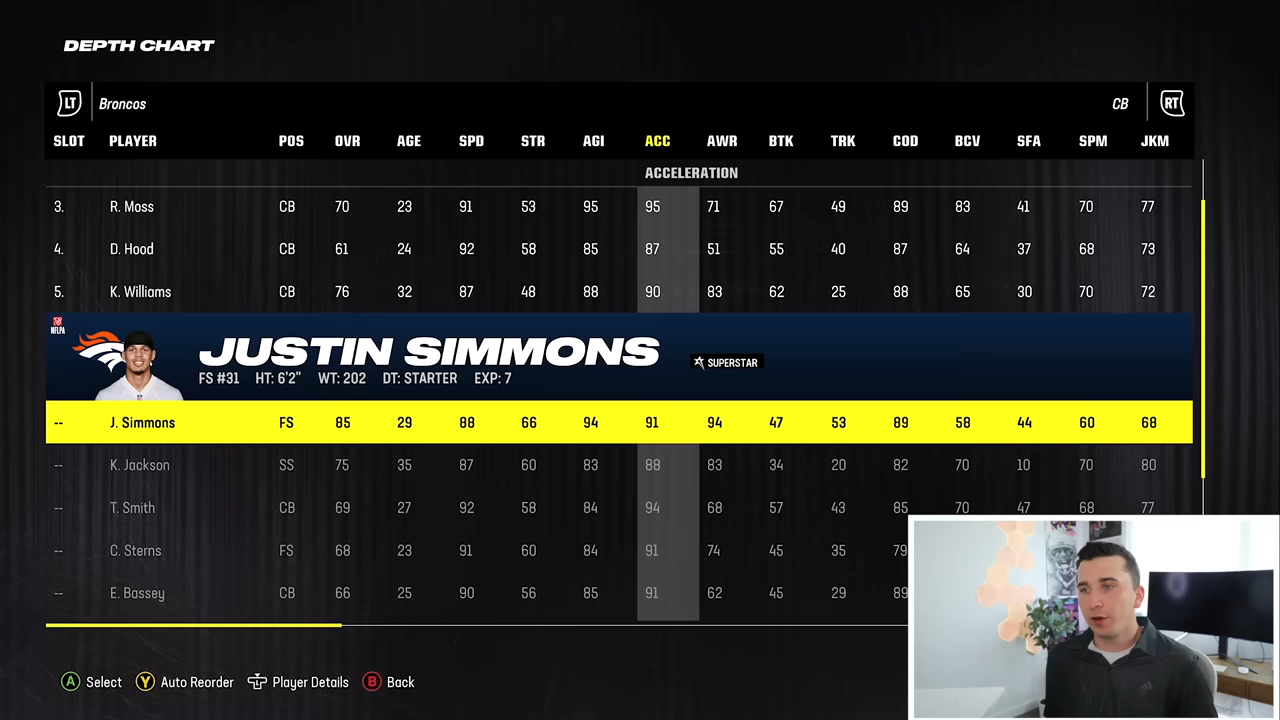 DEPTH CHART
LT Broncos CB RT
SLOT PLAYER POS OVR AGE SPD STR AGI ACC AWR BTK TRK COD BCV SFA SPM JKM
ACCELERATION
3. R. Moss CB 70 23 91 53 95 95 71 67 49 89 83 41 70 77
4. D. Hood CB 61 24 92 58 85 87 51 55 40 87 64 37 68 73
5. K. Williams CB 76 32 87 48 88 90 83 62 25 88 65 30 70 72
NFLPA
JUSTIN SIMMONS SUPERSTAR
FS #31 HT: 6'2" WT: 202 DT: STARTER EXP: 7
-- J. Simmons FS 85 29 88 66 94 91 94 47 53 89 58 44 60 68
-- K. Jackson SS 75 35 87 60 83 88 83 34 20 82 70 10 70 80
-- T. Smith CB 69 27 92 58 84 94 68 57 43 85 70 47 68 77
-- C. Sterns FS 68 23 91 60 84 91 74 45 35 79
-- E. Bassey CB 66 25 90 56 85 91 62 45 29 89
A Select Y Auto Reorder Player Details B Back